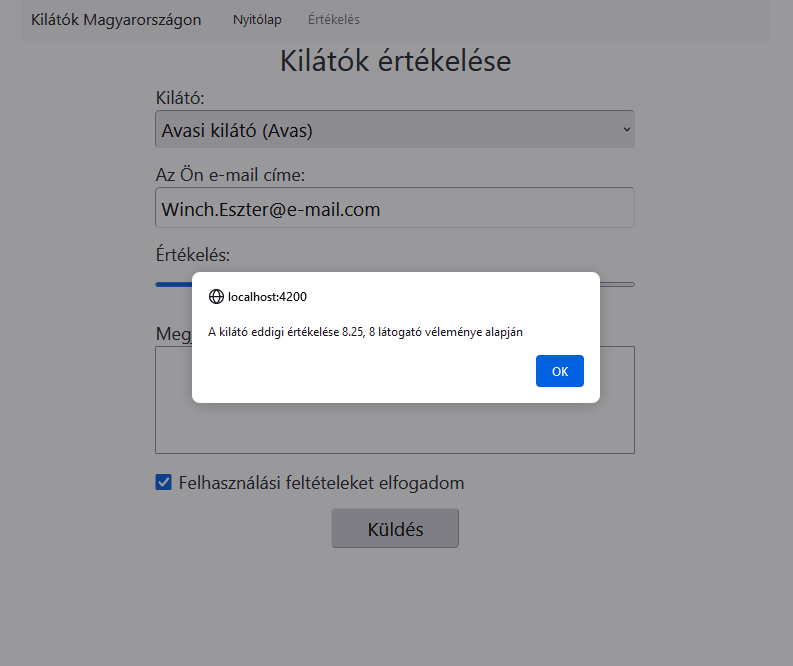 Kilátók Magyarországon Nyitólap Értékelés
Kilátók értékelése
Kilátó:
Avasi kilátó (Avas)
Az Ön e-mail címe:
Winch.Eszter@e-mail.com
Értékelés:
localhost:4200
A kilátó eddigi értékelése 8.25, 8 látogató véleménye alapján
OK
Felhasználási feltételeket elfogadom
Küldés